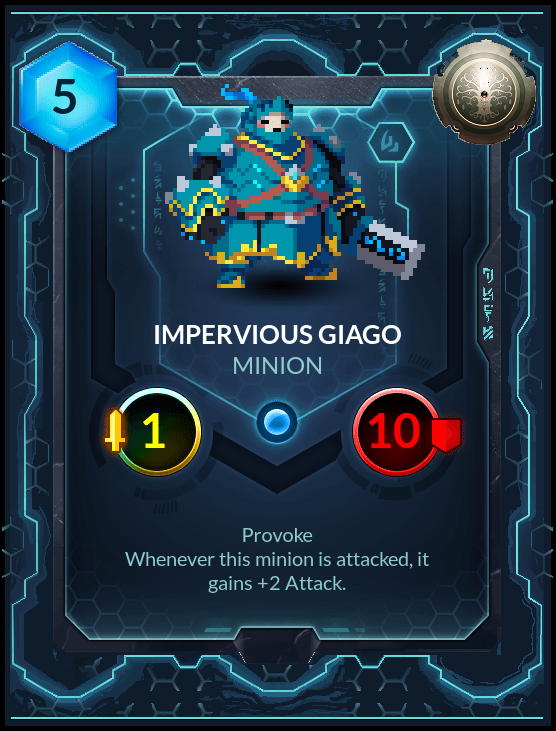 5
IMPERVIOUS GIAGO
MINION
1
10
Provoke
Whenever this minion is attacked, it
gains +2 Attack.